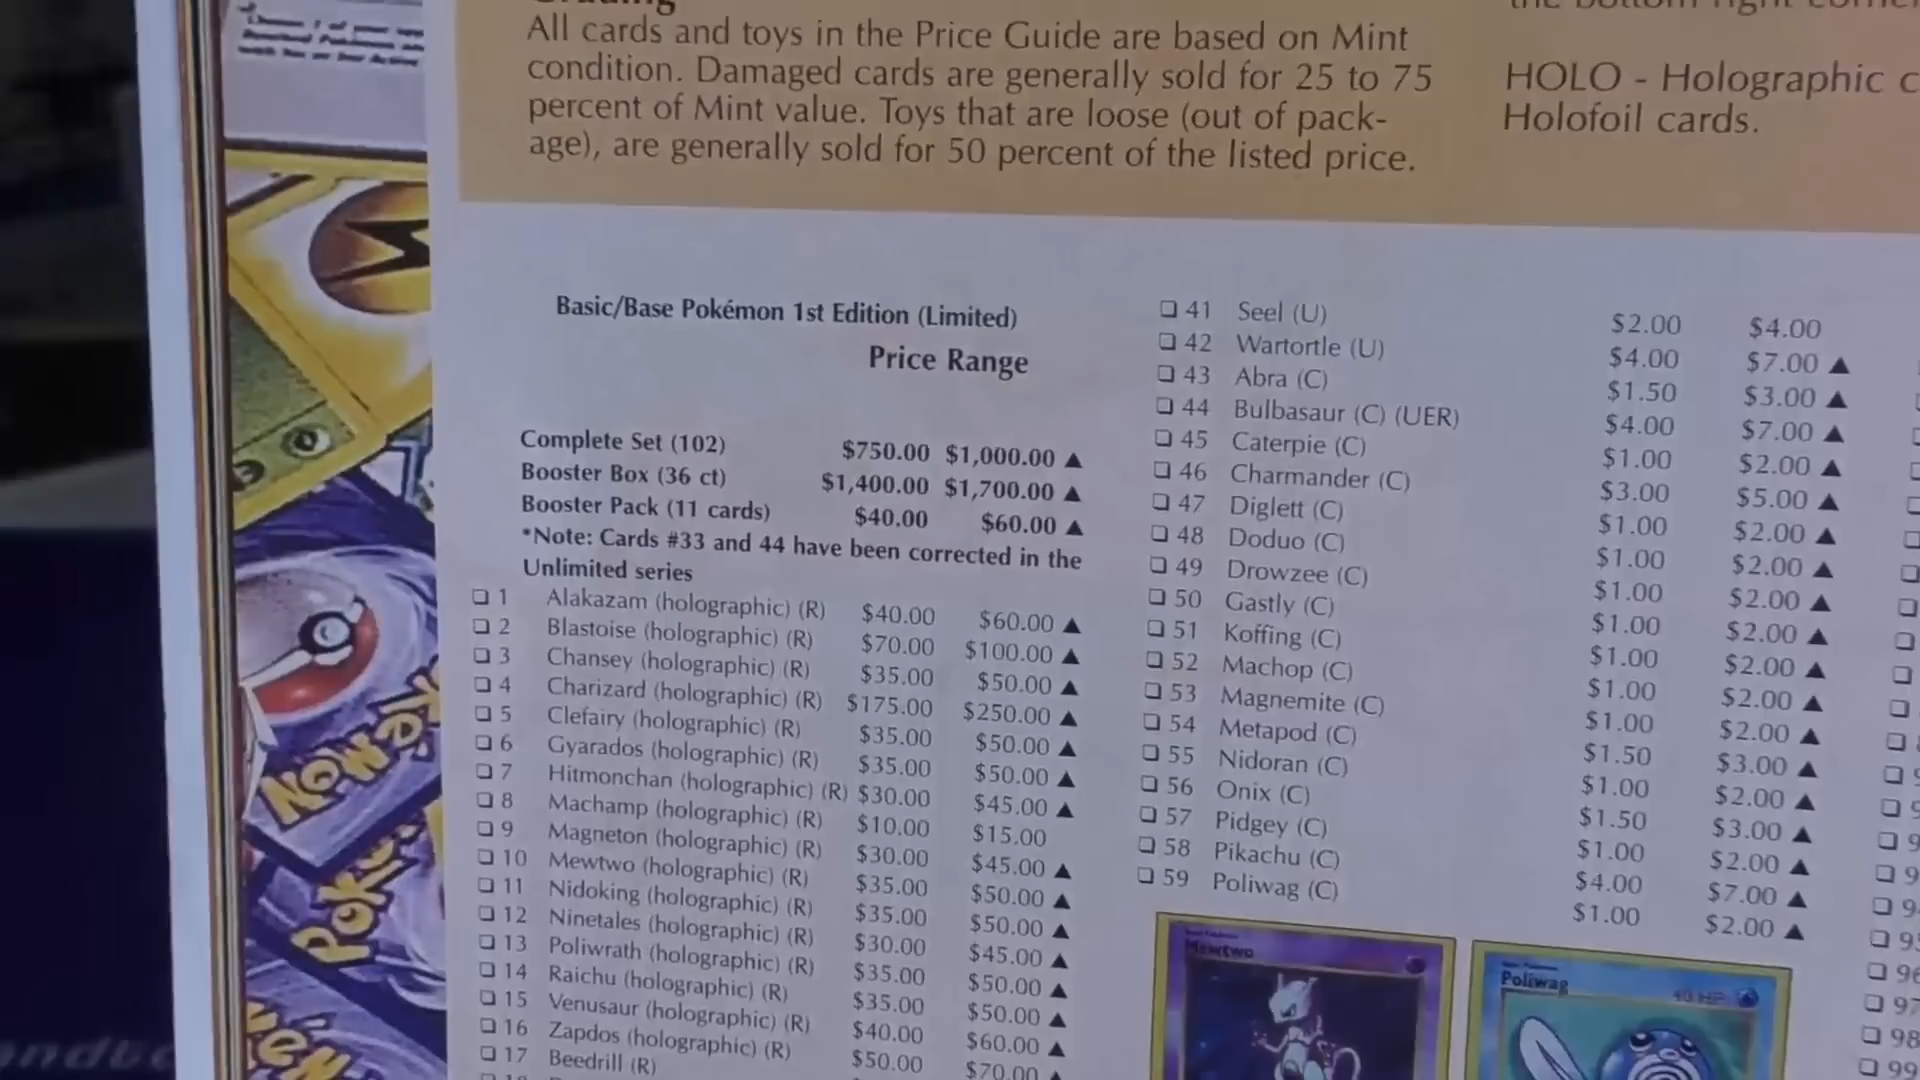 All cards and toys in the Price Guide are based on Mint
condition. Damaged cards are generally sold for 25 to 75
percent of Mint value. Toys that are loose (out of pack-
age), are generally sold for 50 percent of the listed price.
HOLO - Holographic
Holofoil cards.
Basic/Base Pokémon 1st Edition (Limited)
Price Range
Complete Set (102) $750.00 $1,000.00 ▲
Booster Box (36 ct) $1,400.00 $1,700.00 ▲
Booster Pack (11 cards) $40.00 $60.00 ▲
*Note: Cards #33 and 44 have been corrected in the
Unlimited series
❏ 1 Alakazam (holographic) (R) $40.00 $60.00 ▲
❏ 2 Blastoise (holographic) (R) $70.00 $100.00 ▲
❏ 3 Chansey (holographic) (R) $35.00 $50.00 ▲
❏ 4 Charizard (holographic) (R) $175.00 $250.00 ▲
❏ 5 Clefairy (holographic) (R) $35.00 $50.00 ▲
❏ 6 Gyarados (holographic) (R) $35.00 $50.00 ▲
❏ 7 Hitmonchan (holographic) (R) $30.00 $45.00 ▲
❏ 8 Machamp (holographic) (R) $10.00 $15.00
❏ 9 Magneton (holographic) (R) $30.00 $45.00 ▲
❏ 10 Mewtwo (holographic) (R) $35.00 $50.00 ▲
❏ 11 Nidoking (holographic) (R) $35.00 $50.00 ▲
❏ 12 Ninetales (holographic) (R) $30.00 $45.00 ▲
❏ 13 Poliwrath (holographic) (R) $35.00 $50.00 ▲
❏ 14 Raichu (holographic) (R) $35.00 $50.00 ▲
❏ 15 Venusaur (holographic) (R) $40.00 $60.00 ▲
❏ 16 Zapdos (holographic) (R) $50.00 $70.00 ▲
❏ 17 Beedrill (R)
❏ 41 Seel (U) $2.00 $4.00
❏ 42 Wartortle (U) $4.00 $7.00 ▲
❏ 43 Abra (C) $1.50 $3.00 ▲
❏ 44 Bulbasaur (C) (UER) $4.00 $7.00 ▲
❏ 45 Caterpie (C) $1.00 $2.00 ▲
❏ 46 Charmander (C) $3.00 $5.00 ▲
❏ 47 Diglett (C) $1.00 $2.00 ▲
❏ 48 Doduo (C) $1.00 $2.00 ▲
❏ 49 Drowzee (C) $1.00 $2.00 ▲
❏ 50 Gastly (C) $1.00 $2.00 ▲
❏ 51 Koffing (C) $1.00 $2.00 ▲
❏ 52 Machop (C) $1.00 $2.00 ▲
❏ 53 Magnemite (C) $1.00 $2.00 ▲
❏ 54 Metapod (C) $1.50 $3.00 ▲
❏ 55 Nidoran (C) $1.00 $2.00 ▲
❏ 56 Onix (C) $1.50 $3.00 ▲
❏ 57 Pidgey (C) $1.00 $2.00 ▲
❏ 58 Pikachu (C) $4.00 $7.00 ▲
❏ 59 Poliwag (C) $1.00 $2.00 ▲
Mewtwo
Poliwag
40 HP
❏ 96
❏ 97
❏ 98
❏ 99